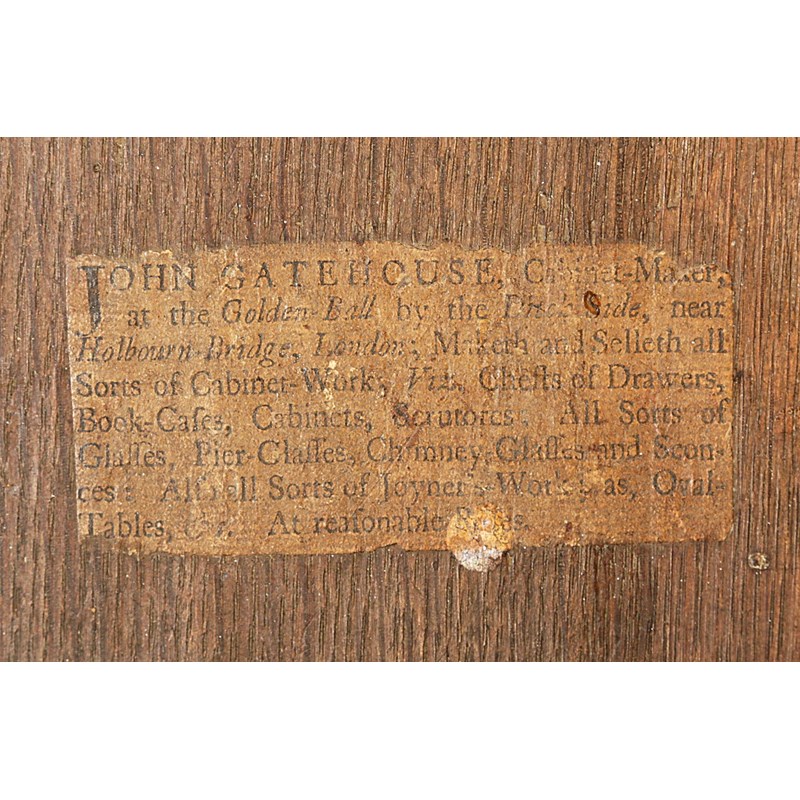 JOHN GATEHOUSE, Cabinet-Maker,
at the Golden-Ball by the Ditch-Side, near
Holbourn-Bridge, London; Maketh and Selleth all
Sorts of Cabinet-Work, Viz. Cheſts of Drawers,
Book-Caſes, Cabinets, Scrutores: All Sorts of
Glaſſes, Pier-Glaſſes, Chimney-Glaſſes and Scon-
ces: Alſo all Sorts of Joyner's-Work; as, Oval-
Tables, &c. At reaſonable Rates.